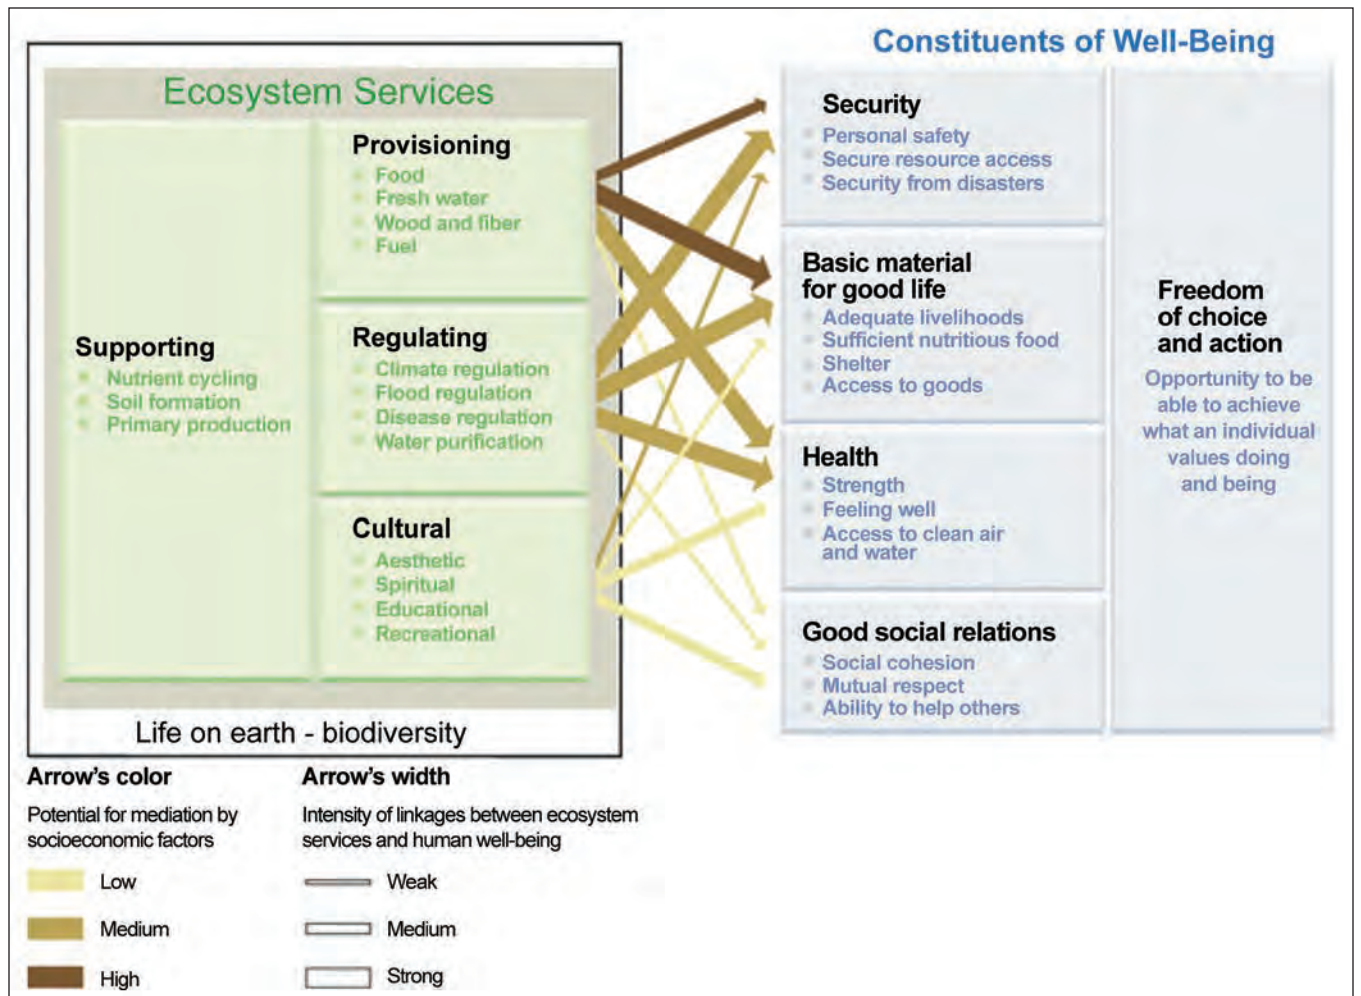 Constituents of Well-Being
Ecosystem Services
Supporting
Nutrient cycling
Soil formation
Primary production
Provisioning
Food
Fresh water
Wood and fiber
Fuel
Regulating
Climate regulation
Flood regulation
Disease regulation
Water purification
Cultural
Aesthetic
Spiritual
Educational
Recreational
Life on earth - biodiversity
Security
Personal safety
Secure resource access
Security from disasters
Basic material
for good life
Adequate livelihoods
Sufficient nutritious food
Shelter
Access to goods
Health
Strength
Feeling well
Access to clean air
and water
Good social relations
Social cohesion
Mutual respect
Ability to help others
Freedom
of choice
and action
Opportunity to be
able to achieve
what an individual
values doing
and being
Arrow's color
Potential for mediation by
socioeconomic factors
Low
Medium
High
Arrow's width
Intensity of linkages between ecosystem
services and human well-being
Weak
Medium
Strong